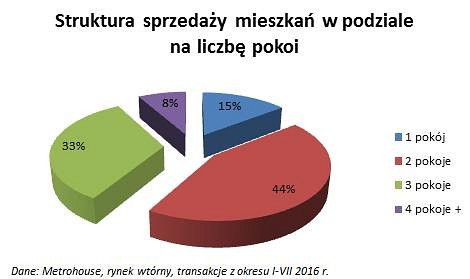 Struktura sprzedaży mieszkań w podziale
na liczbę pokoi
8%
15%
33%
44%
1 pokój
2 pokoje
3 pokoje
4 pokoje +
Dane: Metrohouse, rynek wtórny, transakcje z okresu I-VII 2016 r.